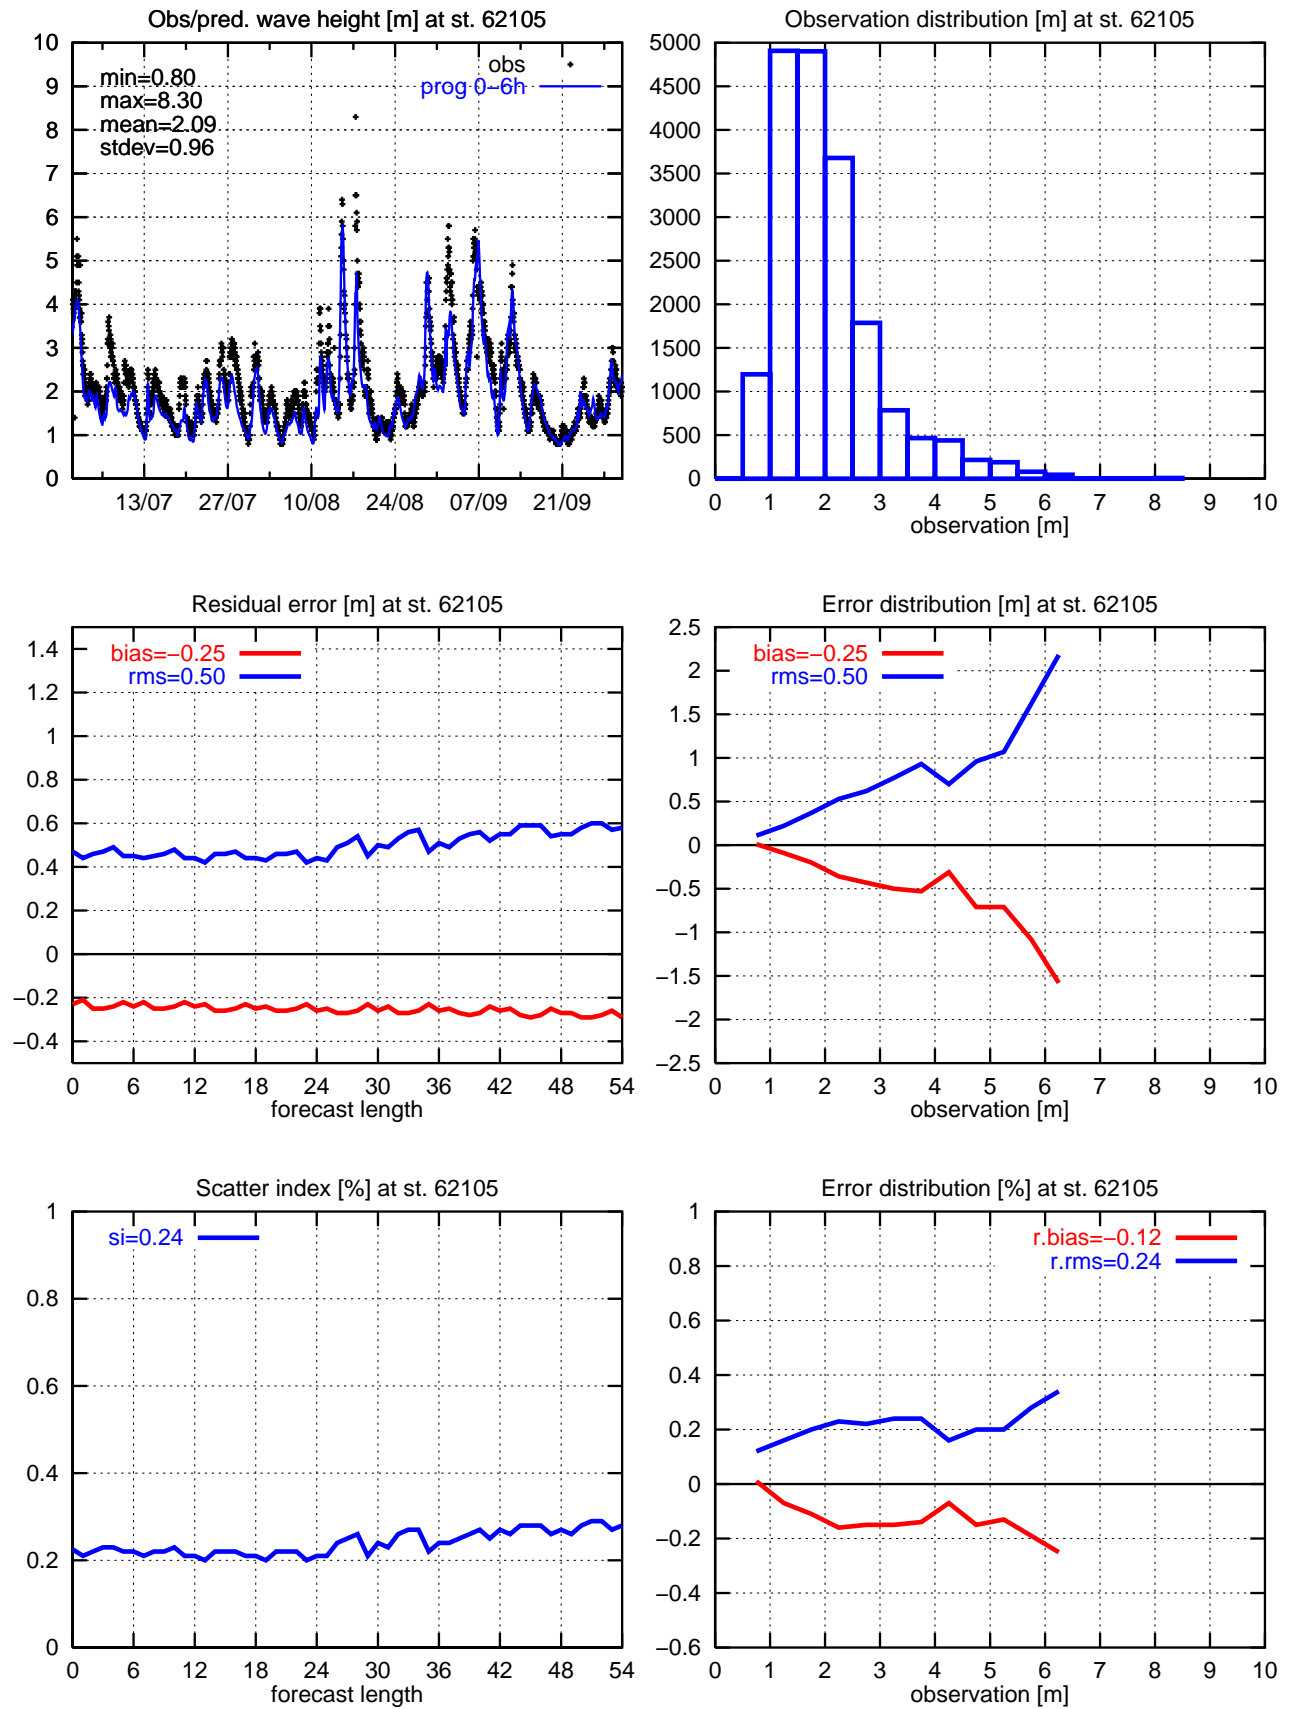 Obs/pred. wave height [m] at st. 62105
10
9
8
7
6
5
4
3
2
1
0
min=0.80
max=8.30
mean=2.09
stdev=0.96
obs
prog 0−6h
13/07 27/07 10/08 24/08 07/09 21/09
Observation distribution [m] at st. 62105
5000
4500
4000
3500
3000
2500
2000
1500
1000
500
0
0 1 2 3 4 5 6 7 8 9 10
observation [m]
Residual error [m] at st. 62105
1.4
1.2
1
0.8
0.6
0.4
0.2
0
−0.2
−0.4
bias=−0.25
rms=0.50
0 6 12 18 24 30 36 42 48 54
forecast length
Error distribution [m] at st. 62105
2.5
2
1.5
1
0.5
0
−0.5
−1
−1.5
−2
−2.5
bias=−0.25
rms=0.50
0 1 2 3 4 5 6 7 8 9 10
observation [m]
Scatter index [%] at st. 62105
1
0.8
0.6
0.4
0.2
0
si=0.24
0 6 12 18 24 30 36 42 48 54
forecast length
Error distribution [%] at st. 62105
1
0.8
0.6
0.4
0.2
0
−0.2
−0.4
−0.6
r.bias=−0.12
r.rms=0.24
0 1 2 3 4 5 6 7 8 9 10
observation [m]